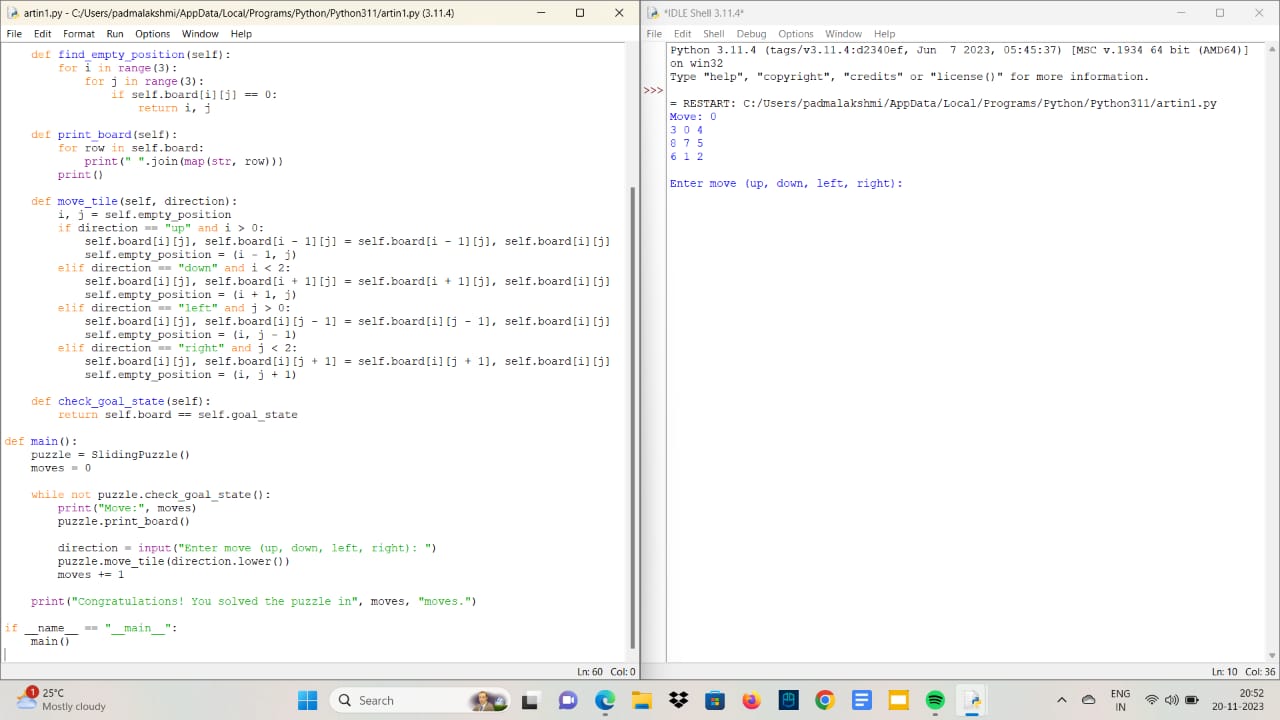 artin1.py - C:/Users/padmalakshmi/AppData/Local/Programs/Python/Python311/artin1.py (3.11.4)
File Edit Format Run Options Window Help
def find_empty_position(self):
for i in range(3):
for j in range(3):
if self.board[i][j] == 0:
return i, j
def print_board(self):
for row in self.board:
print(" ".join(map(str, row)))
print()
def move_tile(self, direction):
i, j = self.empty_position
if direction == "up" and i > 0:
self.board[i][j], self.board[i - 1][j] = self.board[i - 1][j], self.board[i][j]
self.empty_position = (i - 1, j)
elif direction == "down" and i < 2:
self.board[i][j], self.board[i + 1][j] = self.board[i + 1][j], self.board[i][j]
self.empty_position = (i + 1, j)
elif direction == "left" and j > 0:
self.board[i][j], self.board[i][j - 1] = self.board[i][j - 1], self.board[i][j]
self.empty_position = (i, j - 1)
elif direction == "right" and j < 2:
self.board[i][j], self.board[i][j + 1] = self.board[i][j + 1], self.board[i][j]
self.empty_position = (i, j + 1)
def check_goal_state(self):
return self.board == self.goal_state
def main():
puzzle = SlidingPuzzle()
moves = 0
while not puzzle.check_goal_state():
print("Move:", moves)
puzzle.print_board()
direction = input("Enter move (up, down, left, right): ")
puzzle.move_tile(direction.lower())
moves += 1
print("Congratulations! You solved the puzzle in", moves, "moves.")
if __name__ == "__main__":
main()
Ln: 60 Col: 0
*IDLE Shell 3.11.4*
File Edit Shell Debug Options Window Help
Python 3.11.4 (tags/v3.11.4:d2340ef, Jun 7 2023, 05:45:37) [MSC v.1934 64 bit (AMD64)]
on win32
Type "help", "copyright", "credits" or "license()" for more information.
>>>
= RESTART: C:/Users/padmalakshmi/AppData/Local/Programs/Python/Python311/artin1.py
Move: 0
3 0 4
8 7 5
6 1 2
Enter move (up, down, left, right):
Ln: 10 Col: 36
1
25°C
Mostly cloudy
Search
ENG
IN
20:52
20-11-2023